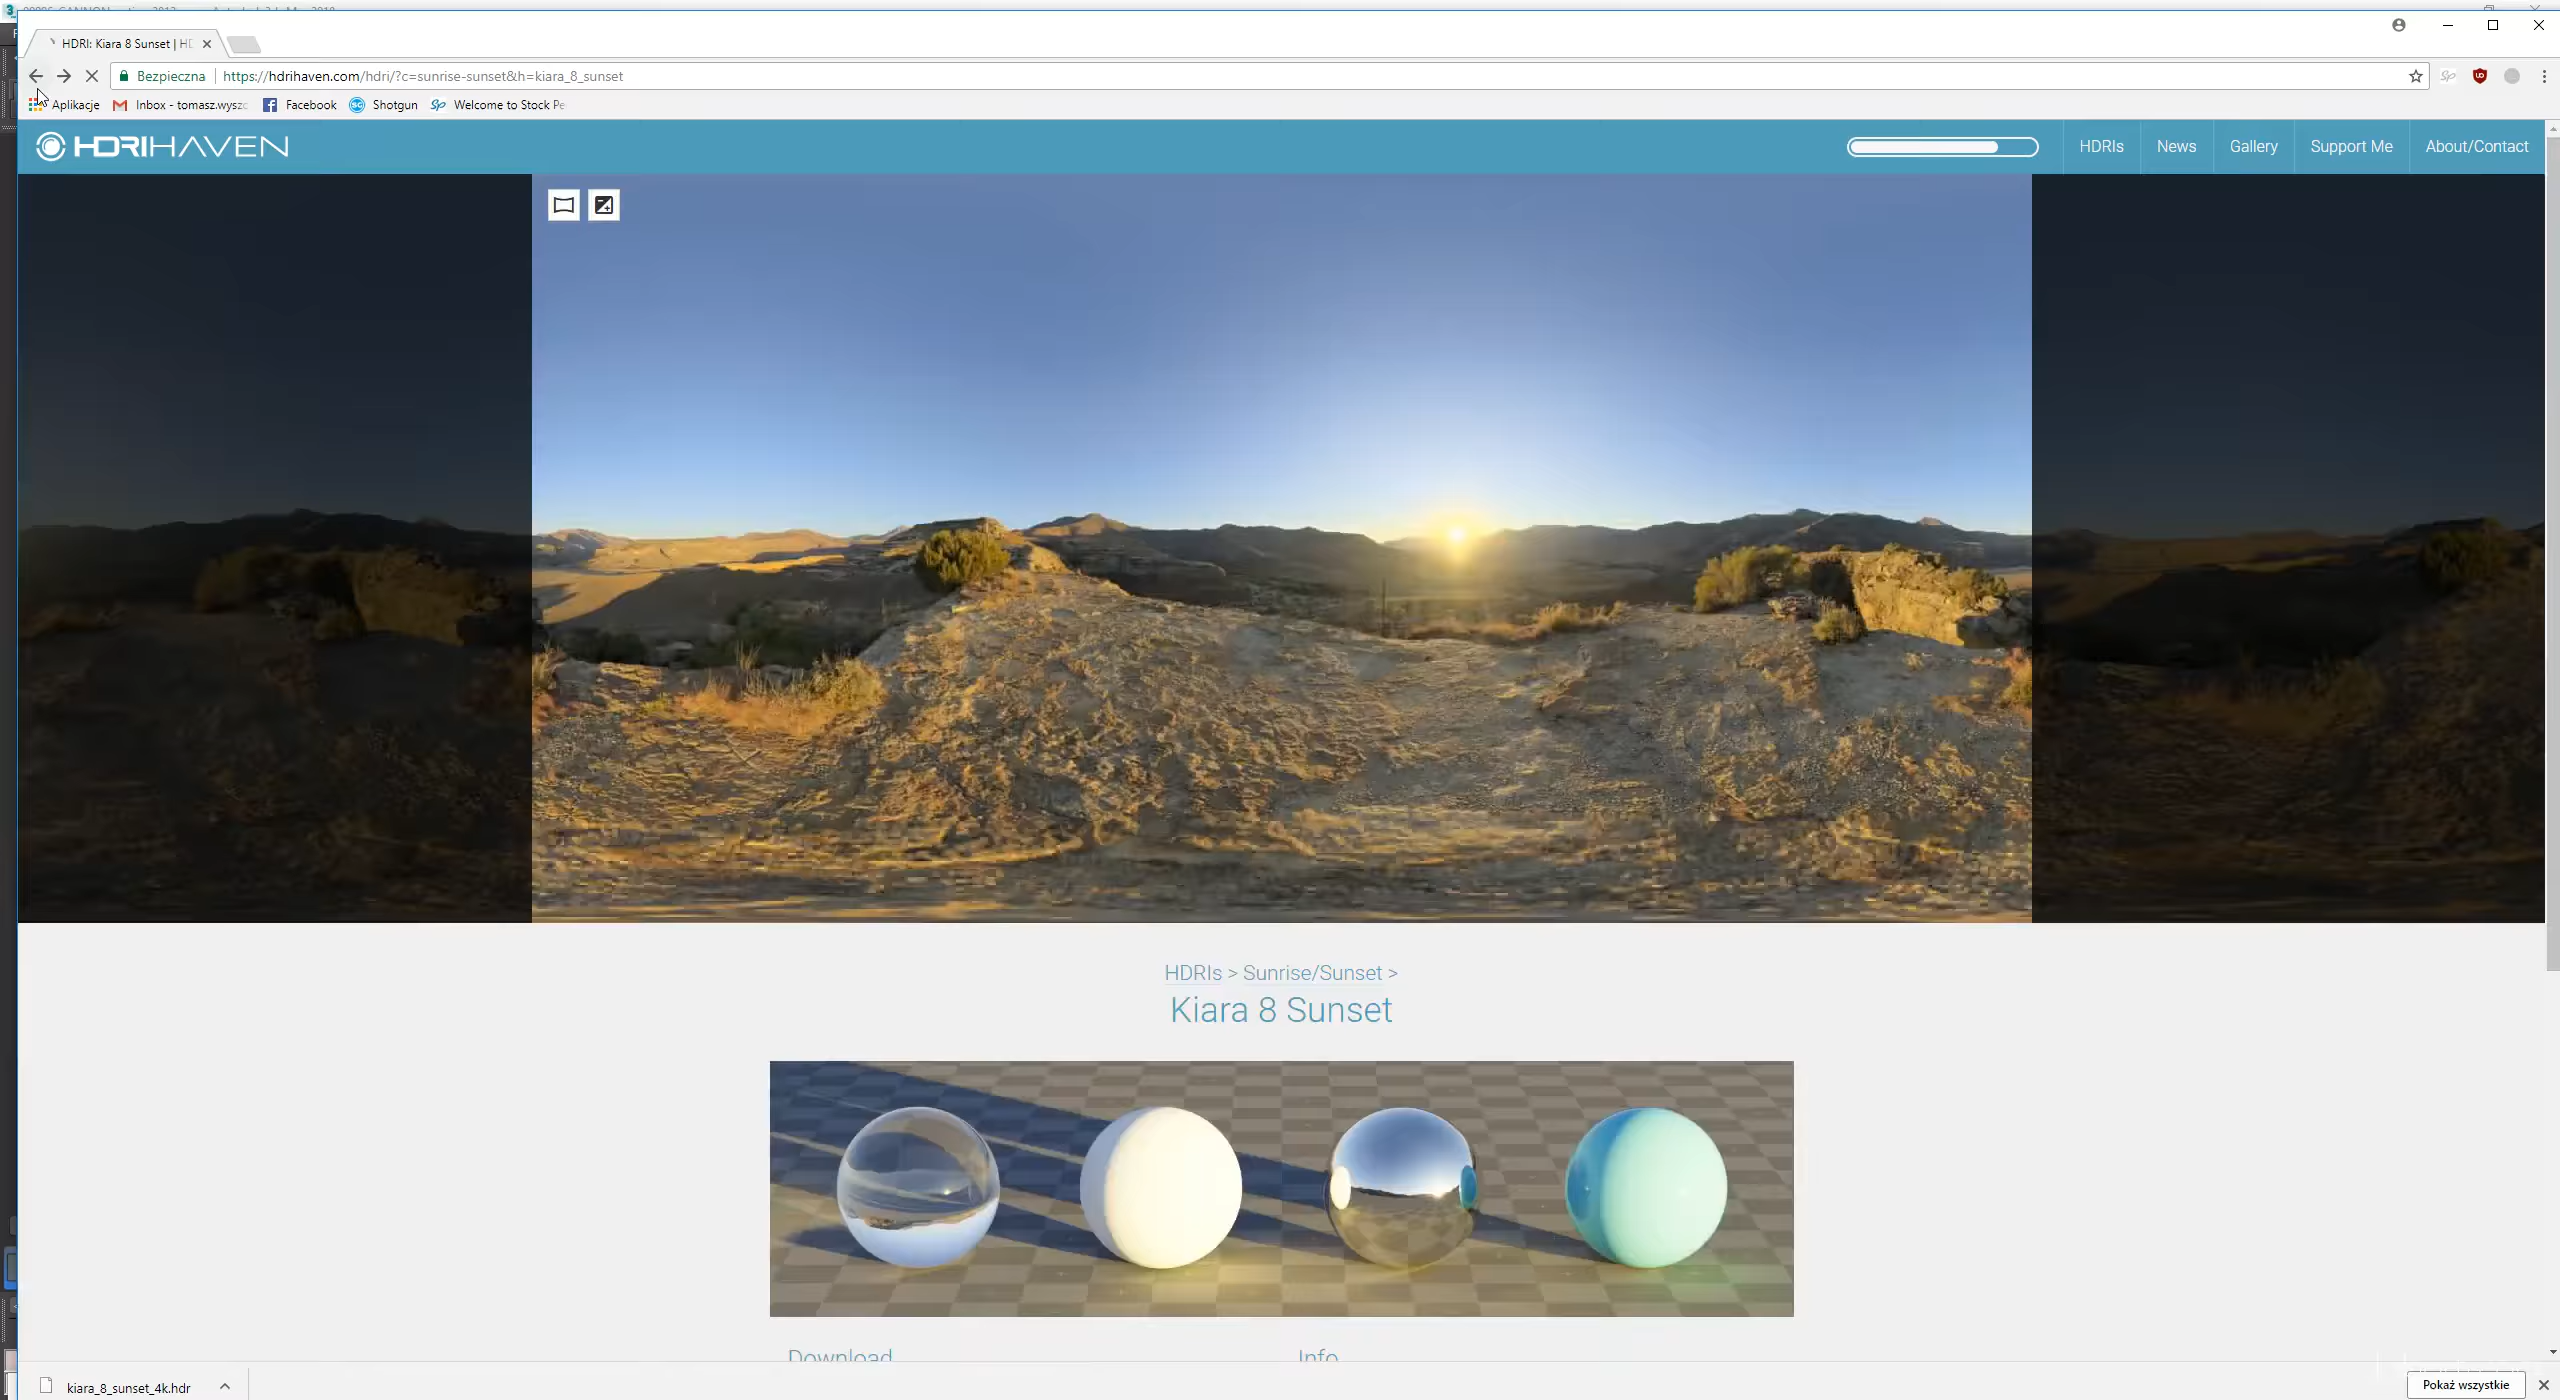 HDRI: Kiara 8 Sunset | HD
Bezpieczna
https://hdrihaven.com/hdri/?c=sunrise-sunset&h=kiara_8_sunset
Aplikacje
Inbox - tomasz.wyszo
Facebook
Shotgun
Welcome to Stock Pe
HDRIHAVEN
HDRIs
News
Gallery
Support Me
About/Contact
HDRIs > Sunrise/Sunset >
Kiara 8 Sunset
Download
Info
kiara_8_sunset_4k.hdr
Pokaż wszystkie